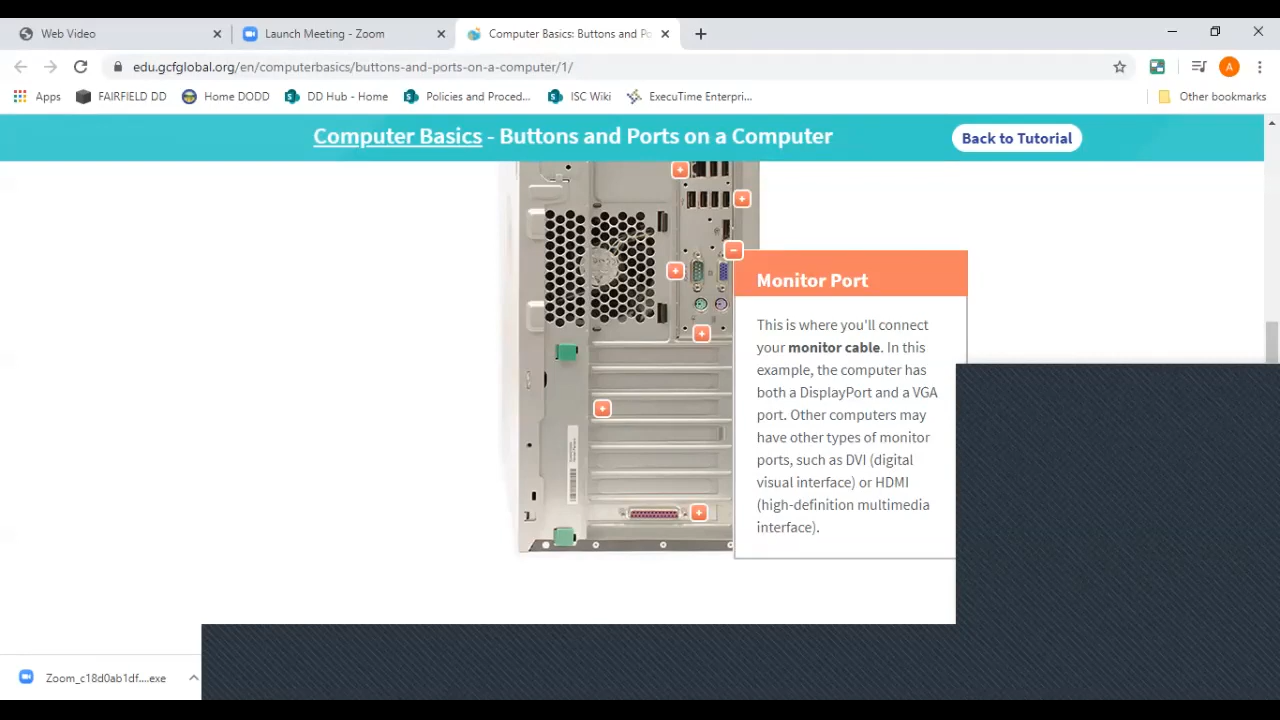 Web Video
Launch Meeting - Zoom
Computer Basics: Buttons and Po
edu.gcfglobal.org/en/computerbasics/buttons-and-ports-on-a-computer/1/
A
Apps
FAIRFIELD DD
Home DODD
DD Hub - Home
Policies and Proced...
ISC Wiki
ExecuTime Enterpri...
Other bookmarks
Computer Basics - Buttons and Ports on a Computer
Back to Tutorial
Monitor Port
This is where you'll connect
your monitor cable. In this
example, the computer has
both a DisplayPort and a VGA
port. Other computers may
have other types of monitor
ports, such as DVI (digital
visual interface) or HDMI
(high-definition multimedia
interface).
Zoom_c18d0ab1df....exe